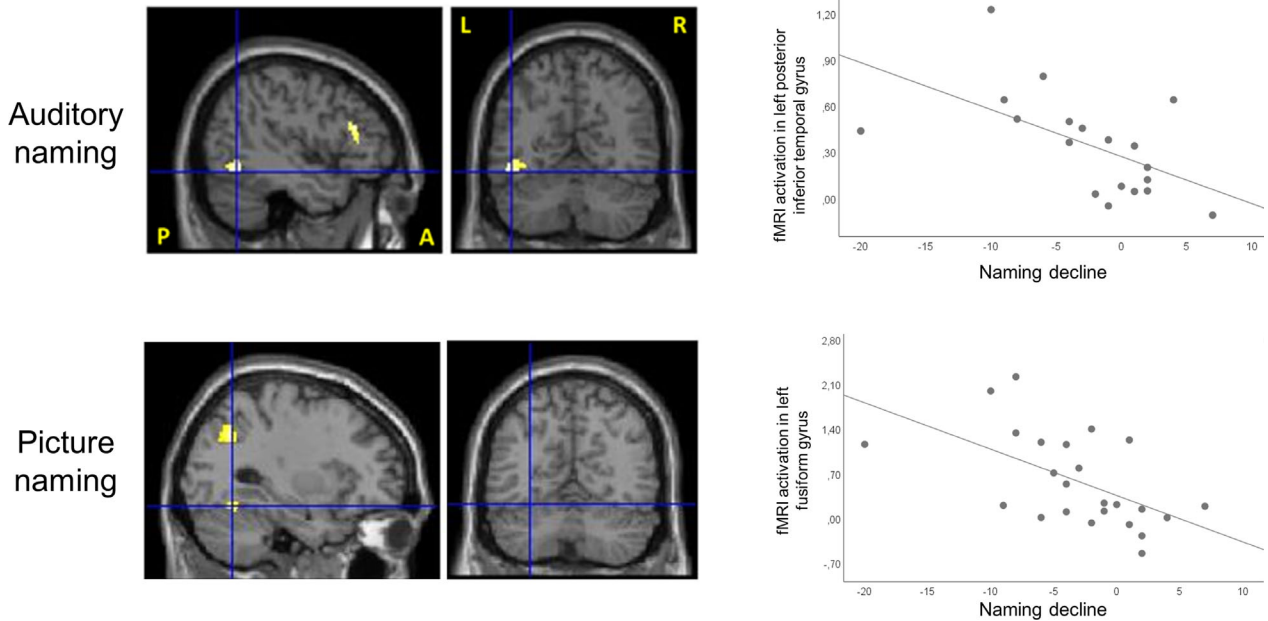 Auditory
naming
L R
P A
fMRI activation in left posterior
inferior temporal gyrus
1,20
,90
,60
,30
,00
-20 -15 -10 -5 0 5 10
Naming decline
Picture
naming
fMRI activation in left
fusiform gyrus
2,80
2,10
1,40
,70
,00
-,70
-20 -15 -10 -5 0 5 10
Naming decline